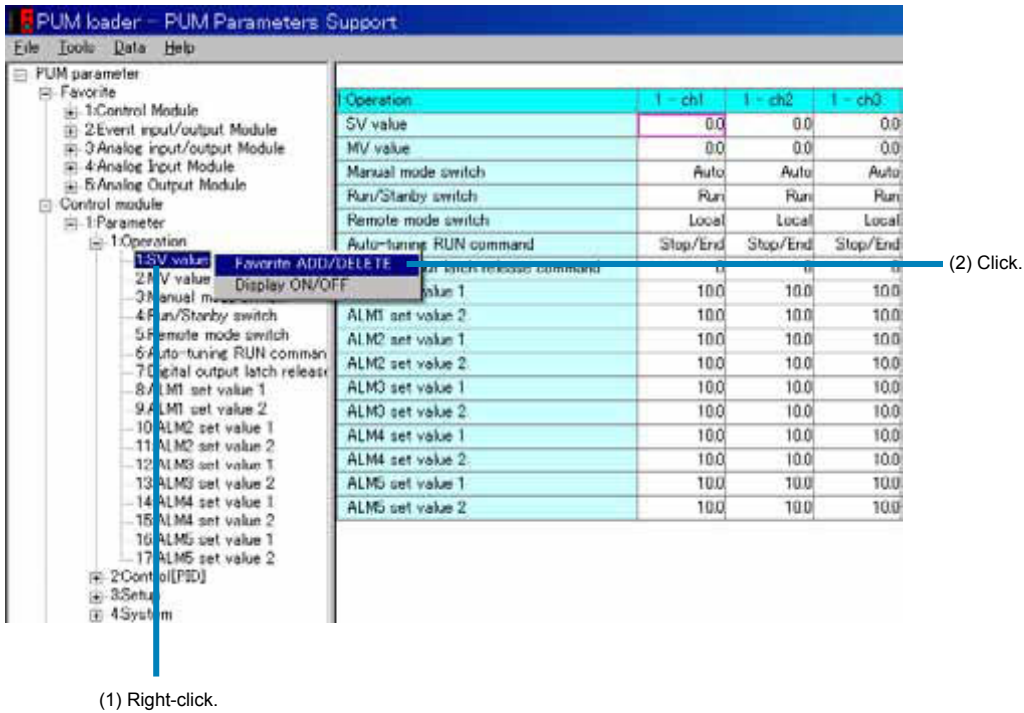 PUM loader – PUM Parameters Support
File Tools Data Help
PUM parameter
Favorite
1:Control Module
2:Event input/output Module
3:Analog input/output Module
4:Analog Input Module
5:Analog Output Module
Control module
1:Parameter
1:Operation
1:SV value
2:MV value
3:Manual
4:Run/Stanby switch
5:Remote mode switch
6:Auto-tuning RUN comman
7:Digital output latch release
8:ALM1 set value 1
9:ALM1 set value 2
10:ALM2 set value 1
11:ALM2 set value 2
12:ALM3 set value 1
13:ALM3 set value 2
14:ALM4 set value 1
15:ALM4 set value 2
16:ALM5 set value 1
17:ALM5 set value 2
2:Control[PID]
3:Setup
4:System
Favorite ADD/DELETE
Display ON/OFF
Operation 1 - ch1 1 - ch2 1 - ch3
SV value 0.0 0.0 0.0
MV value 0.0 0.0 0.0
Manual mode switch Auto Auto Auto
Run/Stanby switch Run Run Run
Remote mode switch Local Local Local
Auto-tuning RUN command Stop/End Stop/End Stop/End
latch release command 0 0 0
value 1 10.0 10.0 10.0
ALM1 set value 2 10.0 10.0 10.0
ALM2 set value 1 10.0 10.0 10.0
ALM2 set value 2 10.0 10.0 10.0
ALM3 set value 1 10.0 10.0 10.0
ALM3 set value 2 10.0 10.0 10.0
ALM4 set value 1 10.0 10.0 10.0
ALM4 set value 2 10.0 10.0 10.0
ALM5 set value 1 10.0 10.0 10.0
ALM5 set value 2 10.0 10.0 10.0
(2) Click.
(1) Right-click.